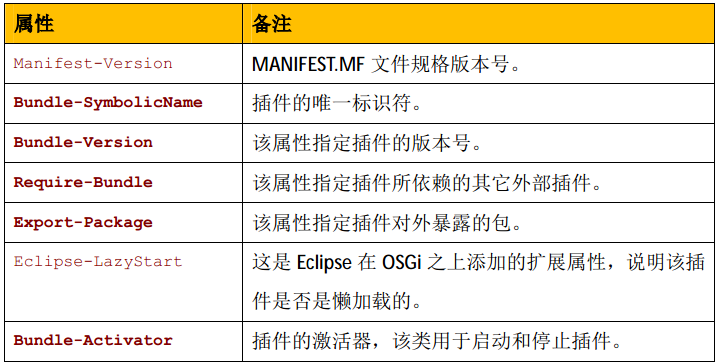 属性 备注
Manifest-Version MANIFEST.MF 文件规格版本号。
Bundle-SymbolicName 插件的唯一标识符。
Bundle-Version 该属性指定插件的版本号。
Require-Bundle 该属性指定插件所依赖的其它外部插件。
Export-Package 该属性指定插件对外暴露的包。
Eclipse-LazyStart 这是 Eclipse 在 OSGi 之上添加的扩展属性，说明该插
件是否是懒加载的。
Bundle-Activator 插件的激活器，该类用于启动和停止插件。